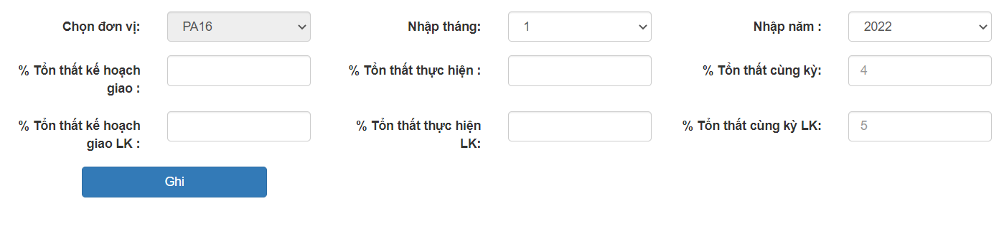 Chọn đơn vị: PA16 Nhập tháng: 1 Nhập năm : 2022
% Tổn thất kế hoạch giao : % Tổn thất thực hiện : % Tổn thất cùng kỳ: 4
% Tổn thất kế hoạch giao LK : % Tổn thất thực hiện LK: % Tổn thất cùng kỳ LK: 5
Ghi